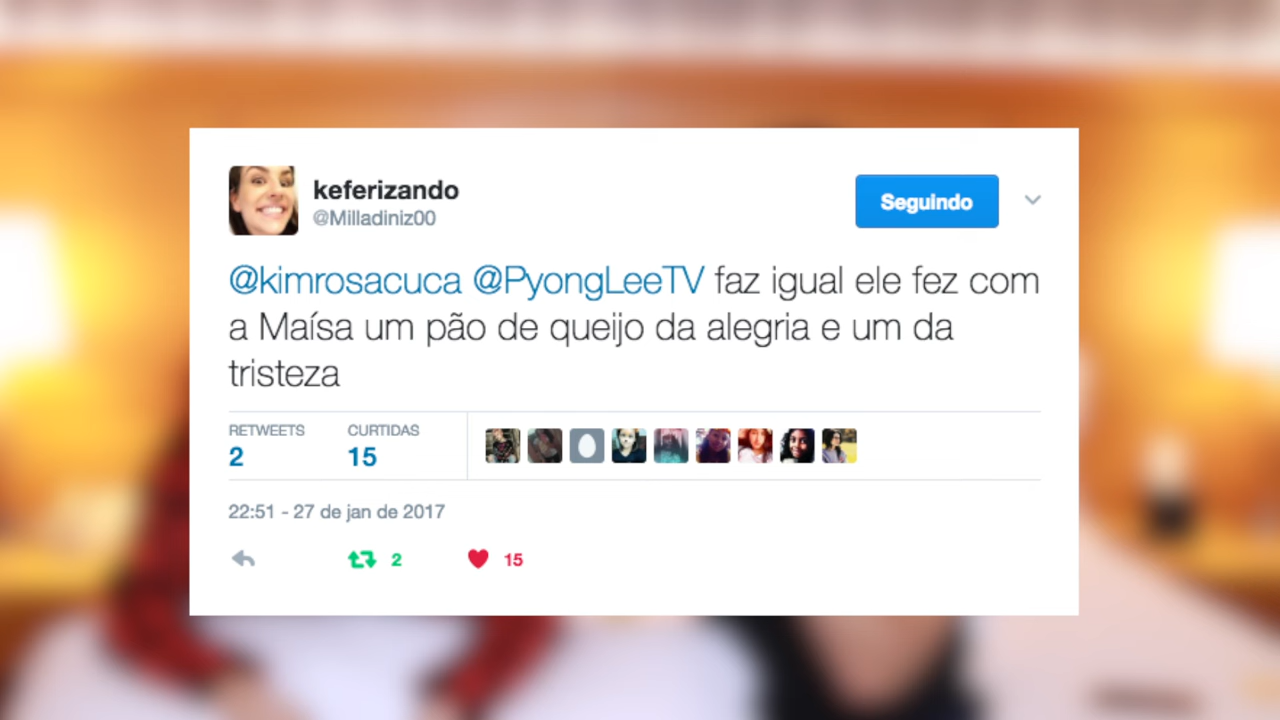 keferizando
@Milladiniz00
Seguindo
@kimrosacuca @PyongLeeTV faz igual ele fez com
a Maísa um pão de queijo da alegria e um da
tristeza
RETWEETS
2
CURTIDAS
15
22:51 - 27 de jan de 2017
2
15